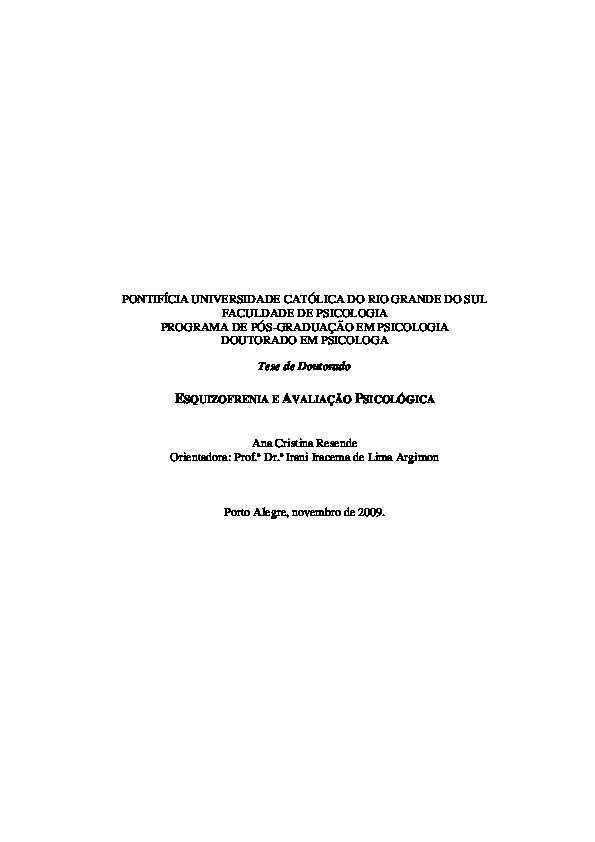 PONTIFÍCIA UNIVERSIDADE CATÓLICA DO RIO GRANDE DO SUL
FACULDADE DE PSICOLOGIA
PROGRAMA DE PÓS-GRADUAÇÃO EM PSICOLOGIA
DOUTORADO EM PSICOLOGA
Tese de Doutorado
ESQUIZOFRENIA E AVALIAÇÃO PSICOLÓGICA
Ana Cristina Resende
Orientadora: Prof.ª Dr.ª Irani Iracema de Lima Argimon
Porto Alegre, novembro de 2009.